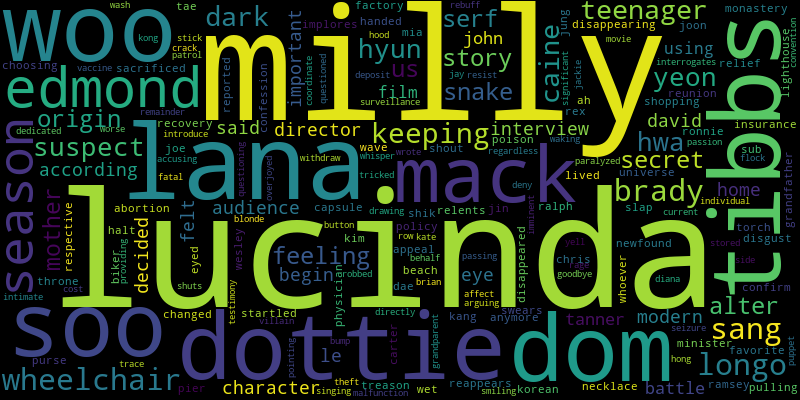 wash tae factory rebuff monastery
woo dark handed mia serf teenager disappearing
kong stick hood implores hyun john jung joon movie
vaccine crack patrol milly story caine using interrogates
choosing sacrificed reported confession important us snake significant jackie yeon relief reunion lighthouse convention
edmond coordinate questioned film jay resist ah shopping tibbs
origin recovery said director keeping interview rex david ronnie insurance
season dedicated remainder introduce wave surveillance deposit poison hwa passion
suspect joe accusing whisper shout waking secret sub flock
according worse fatal questioning overjoyed withdraw wrote regardless lived universe
lana tricked mack deny paralyzed brady home individual
mother respective abortion audience capsule drawing shik policy relents jin ralph slap current grandfather
lucinda halt decided felt blonde button kim row kate appeal imminent newfound torch disgust
hiker providing eyed wesley feeling behalf beach disappeared chris yell rage stored side
intimate throne cost shuts testimony begin robbed physician brian dae eye passing goodbye whoever diana confirm
soo changed startled directly kang affect arguing swears anymore tanner alter
villain bump carter grandparent modern sang
trace dottie le dom minister favorite
purse pointing treason reappears hong seizure longo puppet
wheelchair pier theft singing character malfunction wet smiling korean necklace battle ramsey pulling